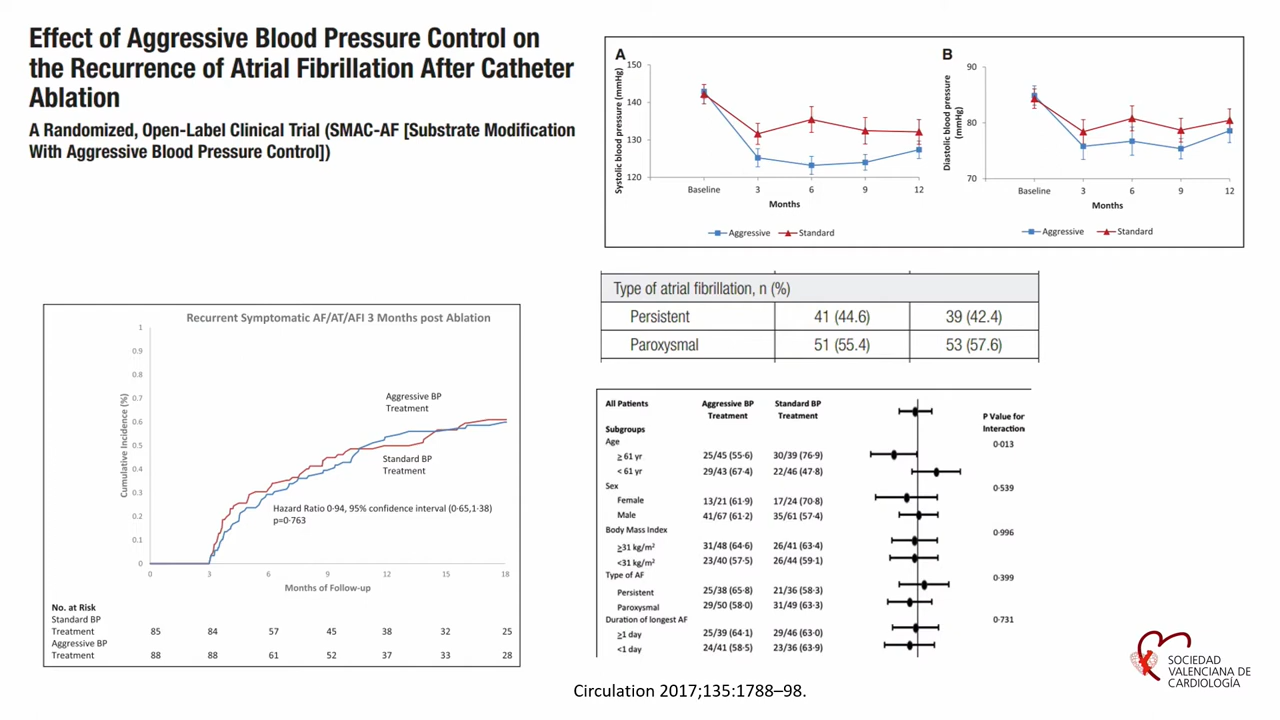 Effect of Aggressive Blood Pressure Control on
the Recurrence of Atrial Fibrillation After Catheter
Ablation
A Randomized, Open-Label Clinical Trial (SMAC-AF [Substrate Modification
With Aggressive Blood Pressure Control])
A
Systolic blood pressure (mmHg)
150
140
130
120
Baseline 3 6 9 12
Months
Aggressive Standard
B
Diastolic blood pressure
(mmHg)
90
80
70
Baseline 3 6 9 12
Months
Aggressive Standard
Type of atrial fibrillation, n (%)
Persistent 41 (44.6) 39 (42.4)
Paroxysmal 51 (55.4) 53 (57.6)
Recurrent Symptomatic AF/AT/AFl 3 Months post Ablation
Cumulative Incidence (%)
1
0.9
0.8
0.7
0.6
0.5
0.4
0.3
0.2
0.1
0
Aggressive BP
Treatment
Standard BP
Treatment
Hazard Ratio 0·94, 95% confidence interval (0·65,1·38)
p=0·763
0 3 6 9 12 15 18
Months of Follow-up
No. at Risk
Standard BP
Treatment 85 84 57 45 38 32 25
Aggressive BP
Treatment 88 88 61 52 37 33 28
All Patients Aggressive BP Standard BP
Treatment Treatment
P Value for
Interaction
Subgroups
Age 0·013
≥ 61 yr 25/45 (55·6) 30/39 (76·9)
< 61 yr 29/43 (67·4) 22/46 (47·8)
Sex 0·539
Female 13/21 (61·9) 17/24 (70·8)
Male 41/67 (61·2) 35/61 (57·4)
Body Mass Index 0·996
≥31 kg/m² 31/48 (64·6) 26/41 (63·4)
<31 kg/m² 23/40 (57·5) 26/44 (59·1)
Type of AF 0·399
Persistent 25/38 (65·8) 21/36 (58·3)
Paroxysmal 29/50 (58·0) 31/49 (63·3)
Duration of longest AF 0·731
≥1 day 25/39 (64·1) 29/46 (63·0)
<1 day 24/41 (58·5) 23/36 (63·9)
Circulation 2017;135:1788–98.
SOCIEDAD
VALENCIANA DE
CARDIOLOGÍA